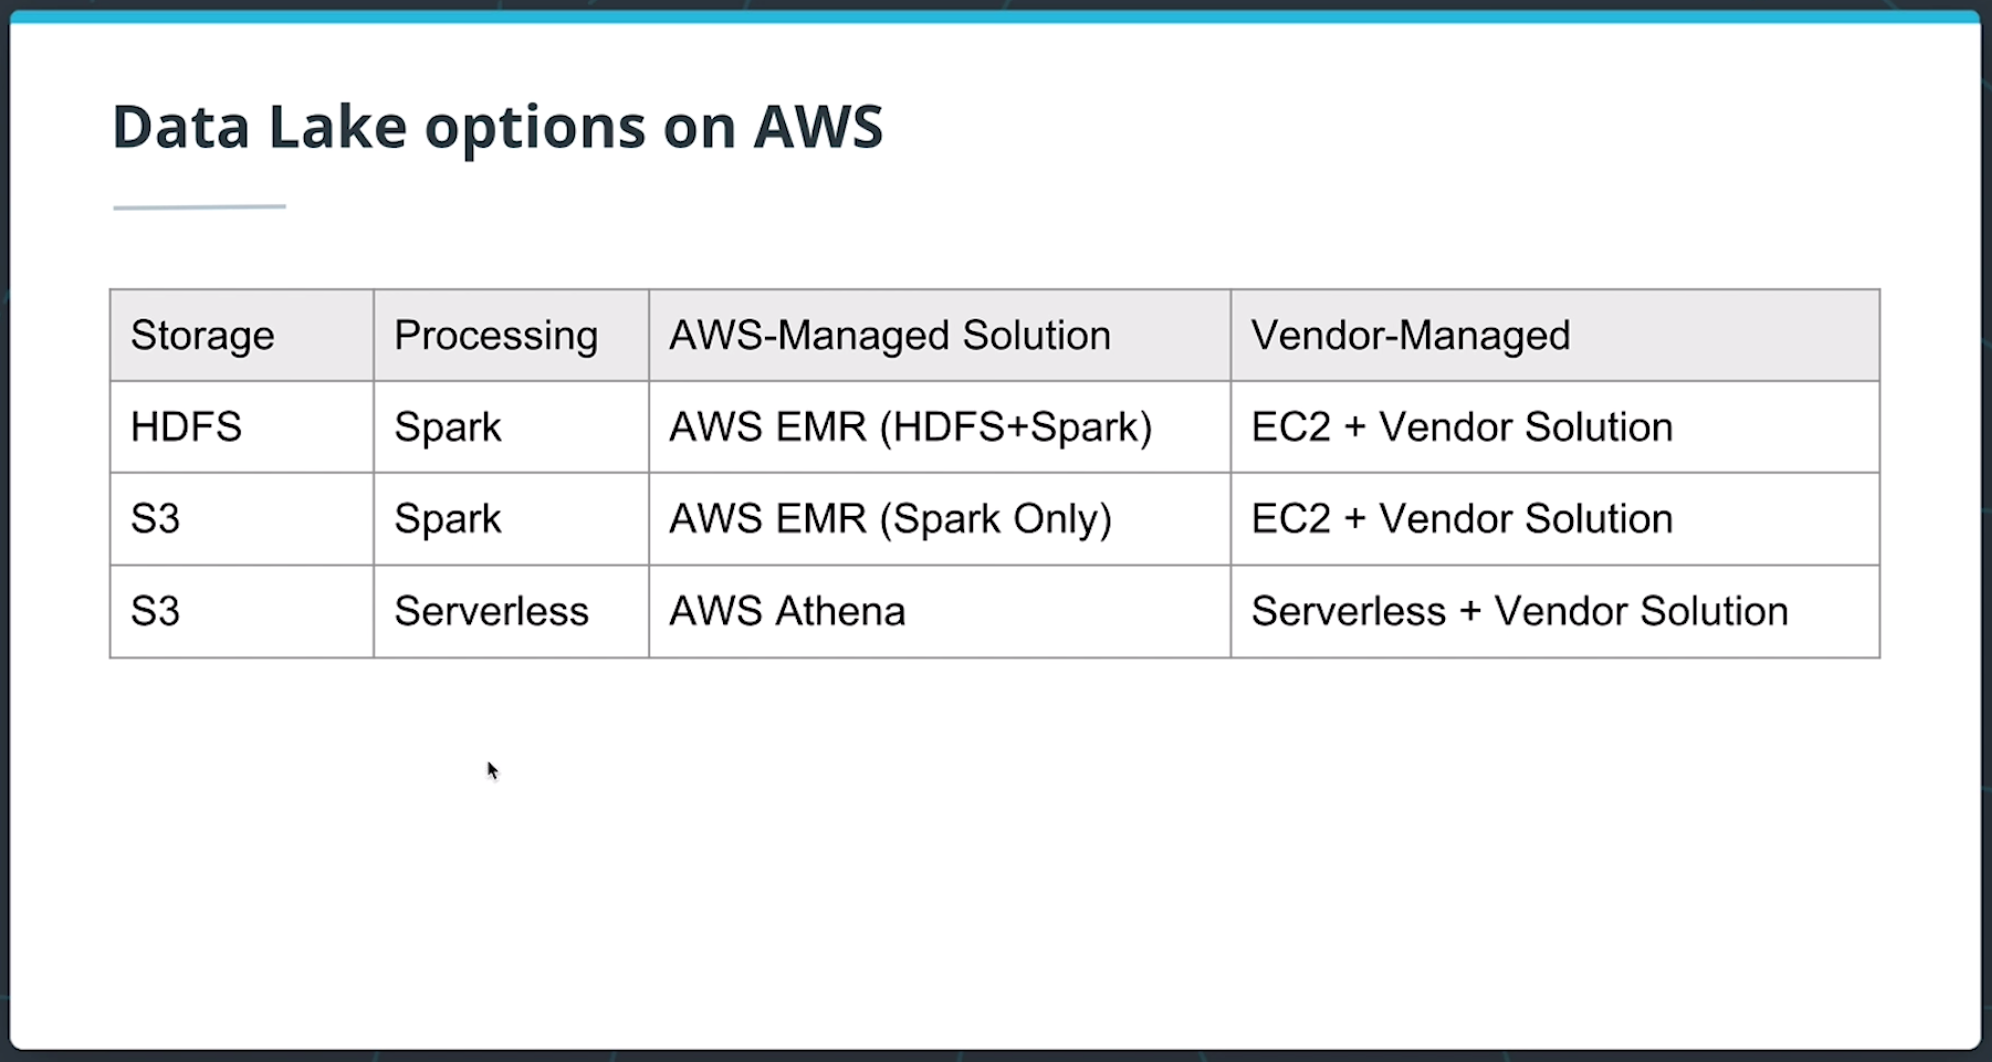 Data Lake options on AWS
Storage Processing AWS-Managed Solution Vendor-Managed
HDFS Spark AWS EMR (HDFS+Spark) EC2 + Vendor Solution
S3 Spark AWS EMR (Spark Only) EC2 + Vendor Solution
S3 Serverless AWS Athena Serverless + Vendor Solution